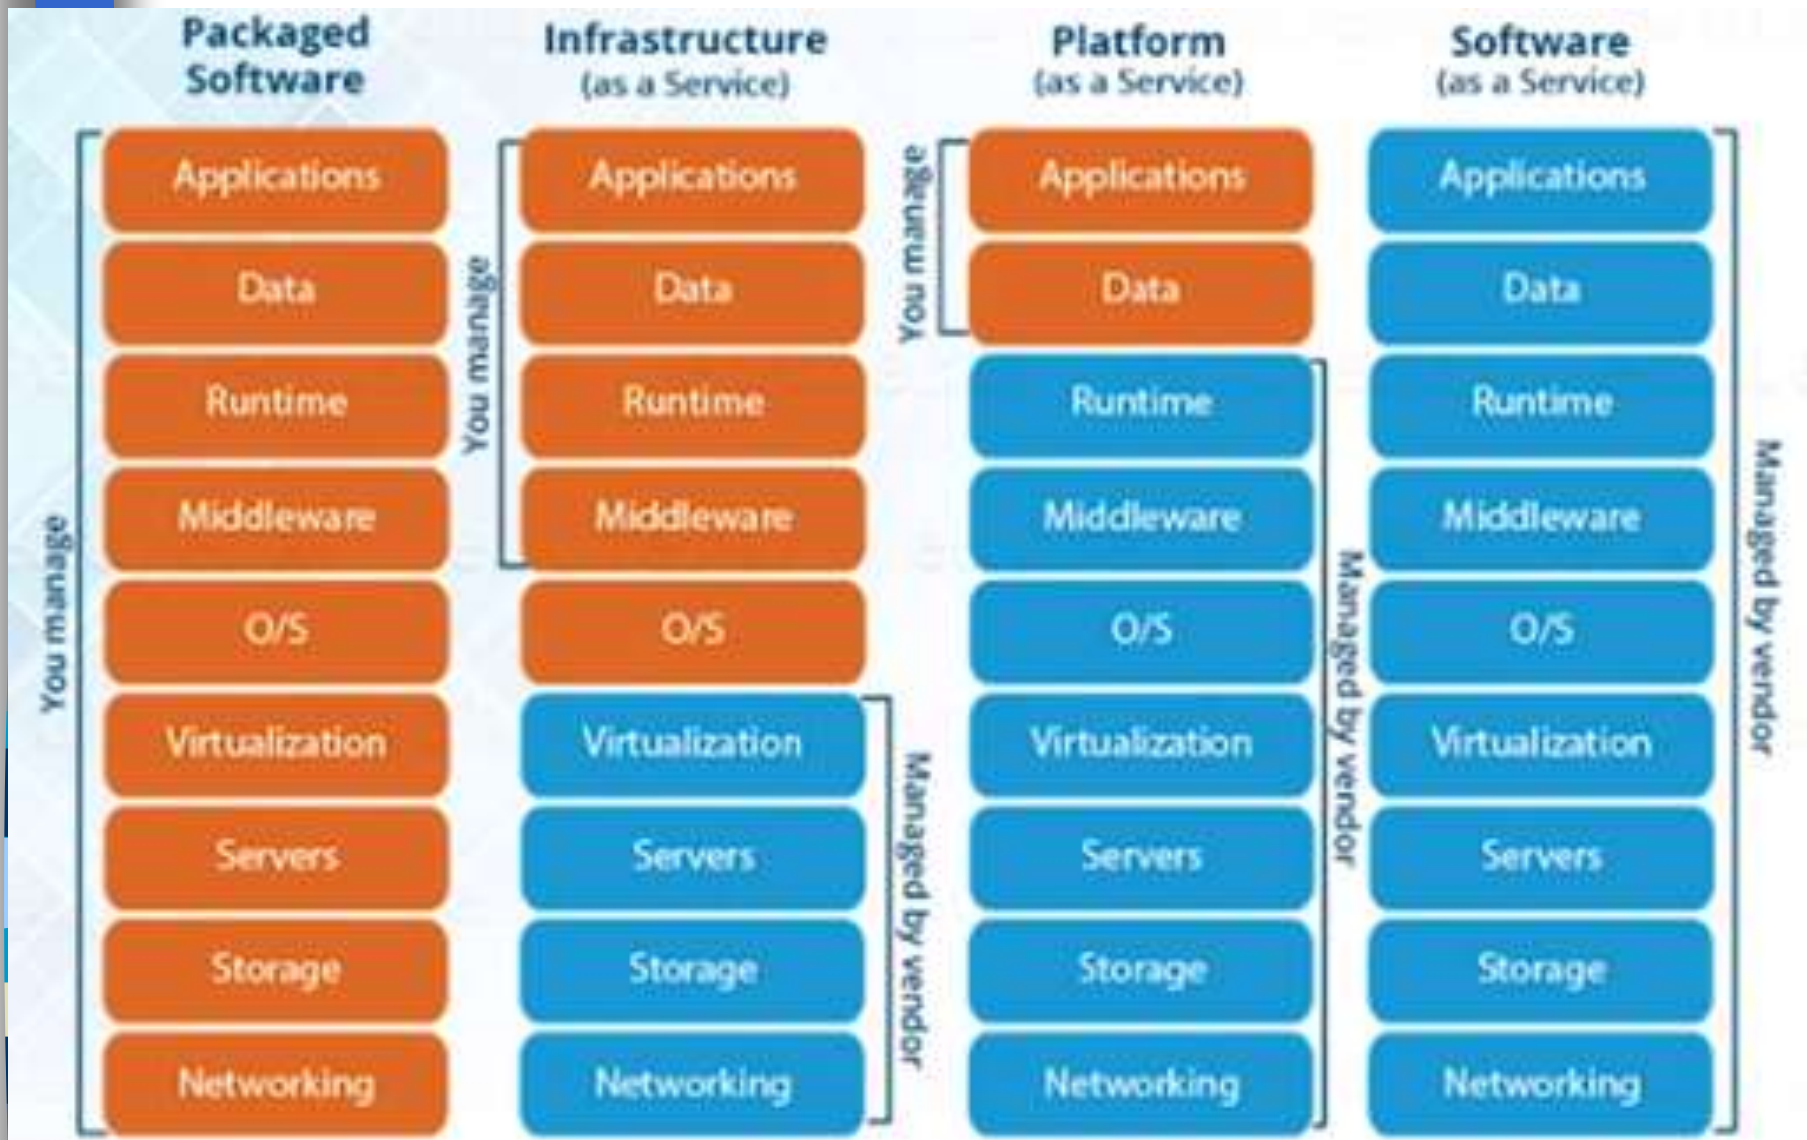 Packaged
Software
You manage
Applications
Data
Runtime
Middleware
O/S
Virtualization
Servers
Storage
Networking
Infrastructure
(as a Service)
You manage
Applications
Data
Runtime
Middleware
O/S
Virtualization
Servers
Storage
Networking
Managed by vendor
Platform
(as a Service)
You manage
Applications
Data
Runtime
Middleware
O/S
Virtualization
Servers
Storage
Networking
Managed by vendor
Software
(as a Service)
Applications
Data
Runtime
Middleware
O/S
Virtualization
Servers
Storage
Networking
Managed by vendor